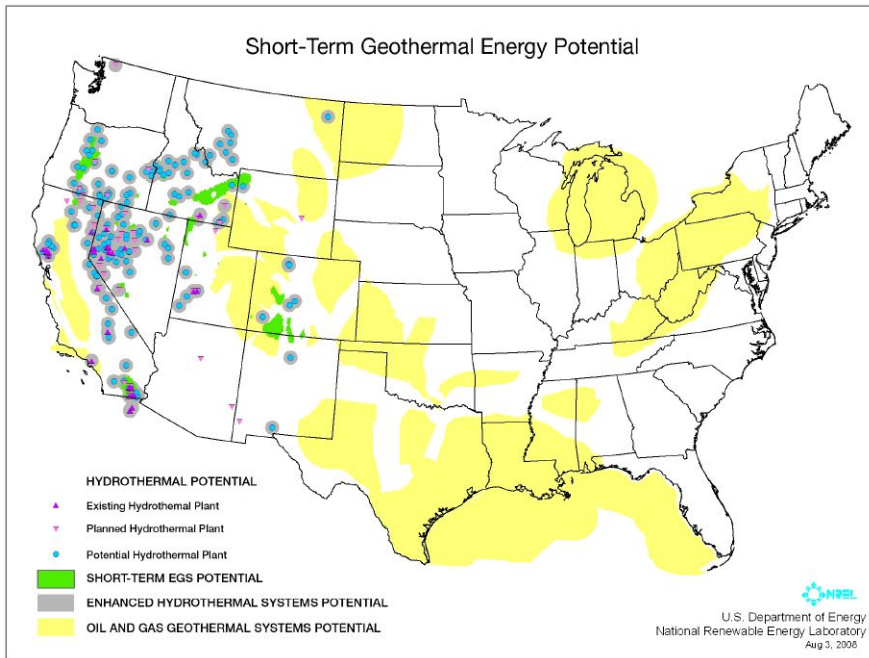 Short-Term Geothermal Energy Potential
HYDROTHERMAL POTENTIAL
Existing Hydrothemal Plant
Planned Hydrothermal Plant
Potential Hydrothermal Plant
SHORT-TERM EGS POTENTIAL
ENHANCED HYDROTHERMAL SYSTEMS POTENTIAL
OIL AND GAS GEOTHERMAL SYSTEMS POTENTIAL
NREL
U.S. Department of Energy
National Renewable Energy Laboratory
Aug 3, 2008